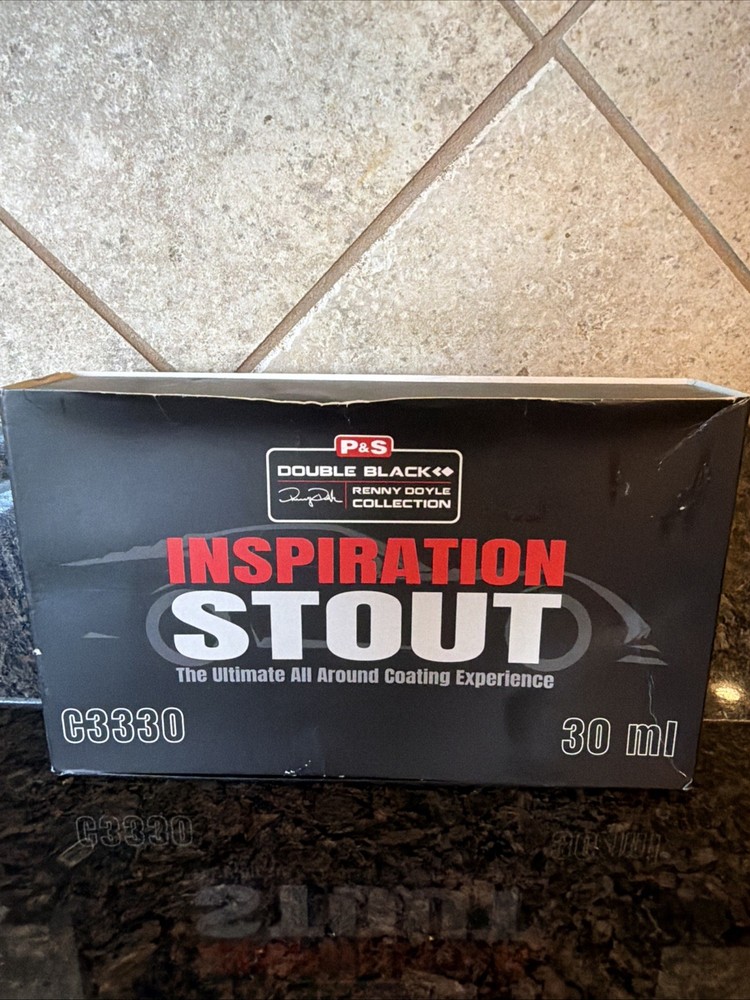 P&S
DOUBLE BLACK
RENNY DOYLE
COLLECTION
INSPIRATION
STOUT
The Ultimate All Around Coating Experience
C3330
30 ml